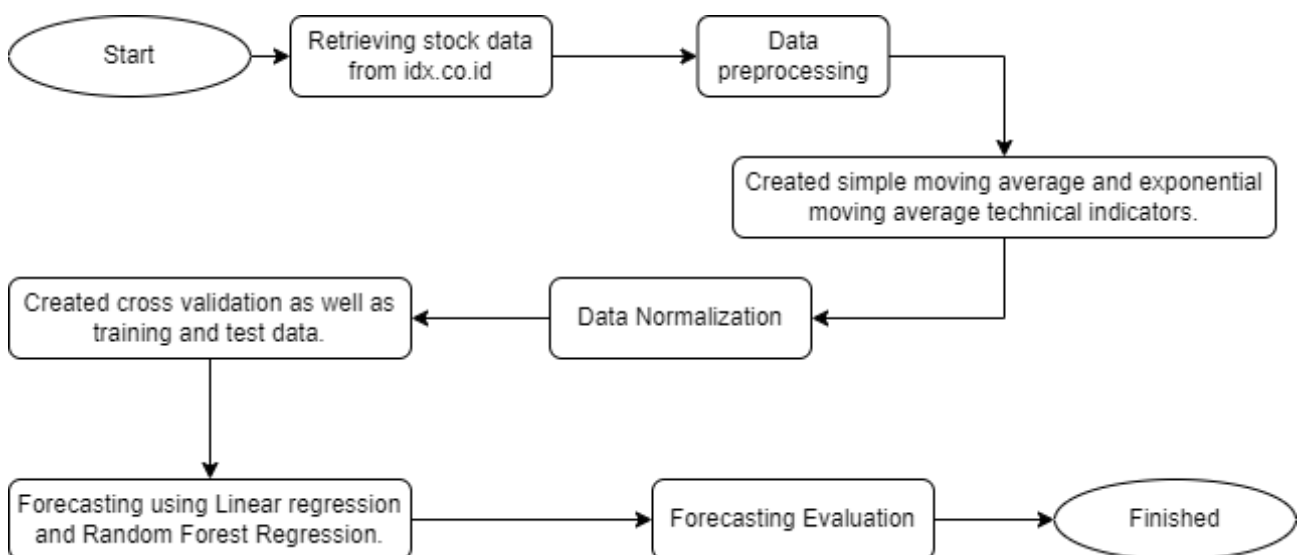 Start
Retrieving stock data
from idx.co.id
Data
preprocessing
Created simple moving average and exponential
moving average technical indicators.
Data Normalization
Created cross validation as well as
training and test data.
Forecasting using Linear regression
and Random Forest Regression.
Forecasting Evaluation
Finished